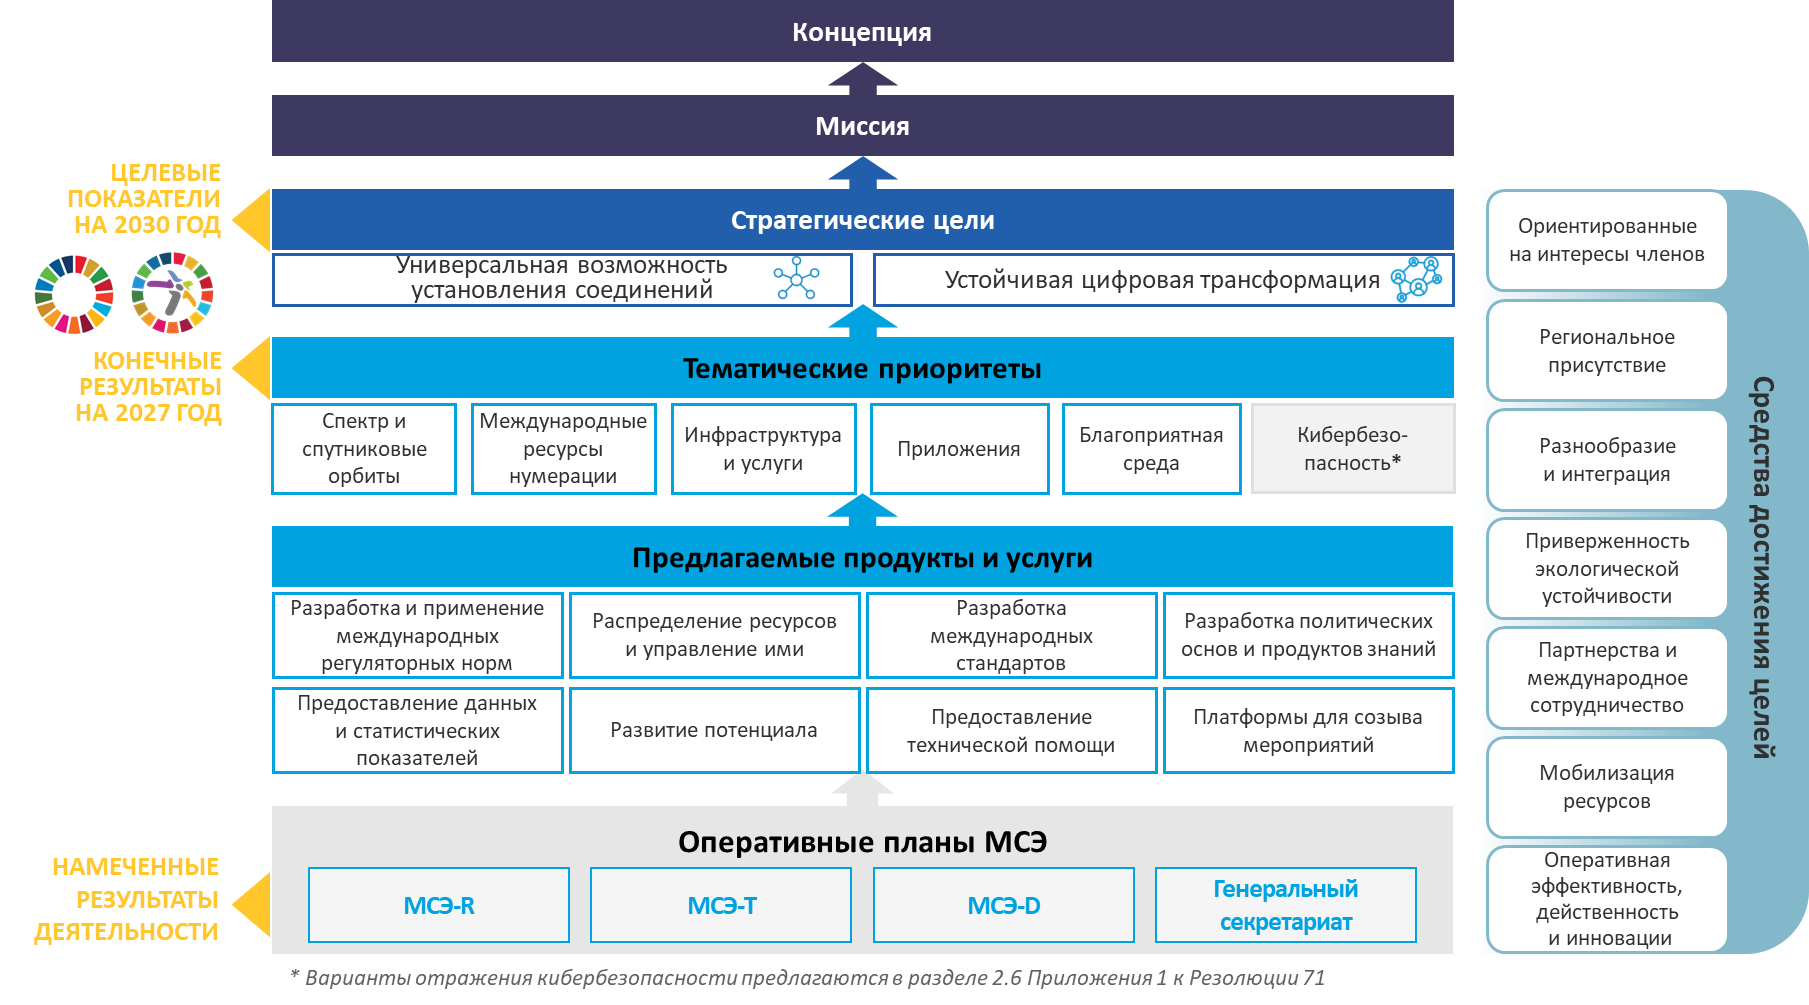 Концепция
Миссия
ЦЕЛЕВЫЕ
ПОКАЗАТЕЛИ
НА 2030 ГОД
Стратегические цели
Универсальная возможность
установления соединений
Устойчивая цифровая трансформация
КОНЕЧНЫЕ
РЕЗУЛЬТАТЫ
НА 2027 ГОД
Тематические приоритеты
Спектр и
спутниковые
орбиты
Международные
ресурсы
нумерации
Инфраструктура
и услуги
Приложения
Благоприятная
среда
Кибербезо-
пасность*
Предлагаемые продукты и услуги
Разработка и применение
международных
регуляторных норм
Распределение ресурсов
и управление ими
Разработка
международных
стандартов
Разработка политических
основ и продуктов знаний
Предоставление данных
и статистических
показателей
Развитие потенциала
Предоставление
технической помощи
Платформы для созыва
мероприятий
НАМЕЧЕННЫЕ
РЕЗУЛЬТАТЫ
ДЕЯТЕЛЬНОСТИ
Оперативные планы МСЭ
МСЭ-R
МСЭ-T
МСЭ-D
Генеральный
секретариат
* Варианты отражения кибербезопасности предлагаются в разделе 2.6 Приложения 1 к Резолюции 71
Средства достижения целей
Ориентированные
на интересы членов
Региональное
присутствие
Разнообразие
и интеграция
Приверженность
экологической
устойчивости
Партнерства и
международное
сотрудничество
Мобилизация
ресурсов
Оперативная
эффективность,
действенность
и инновации